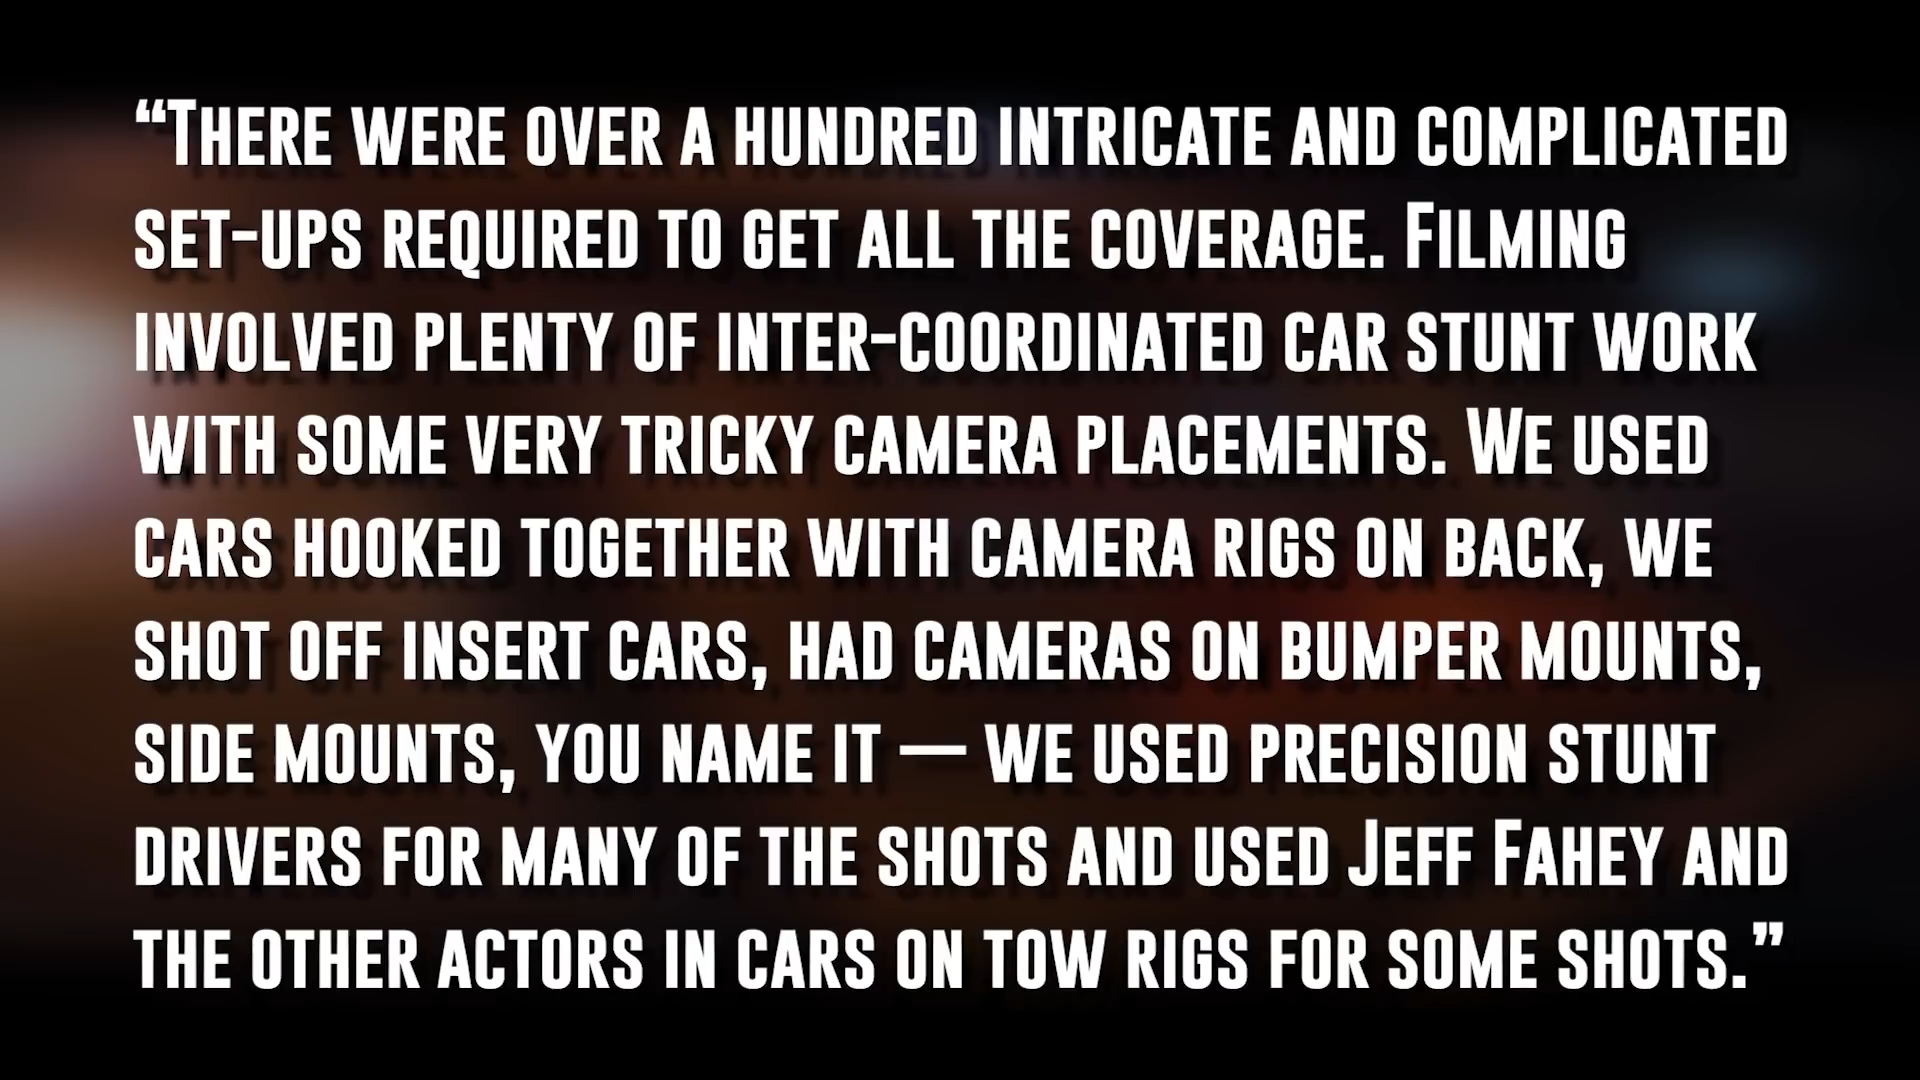 “There were over a hundred intricate and complicated
set-ups required to get all the coverage. Filming
involved plenty of inter-coordinated car stunt work
with some very tricky camera placements. We used
cars hooked together with camera rigs on back, we
shot off insert cars, had cameras on bumper mounts,
side mounts, you name it — we used precision stunt
drivers for many of the shots and used Jeff Fahey and
the other actors in cars on tow rigs for some shots.”